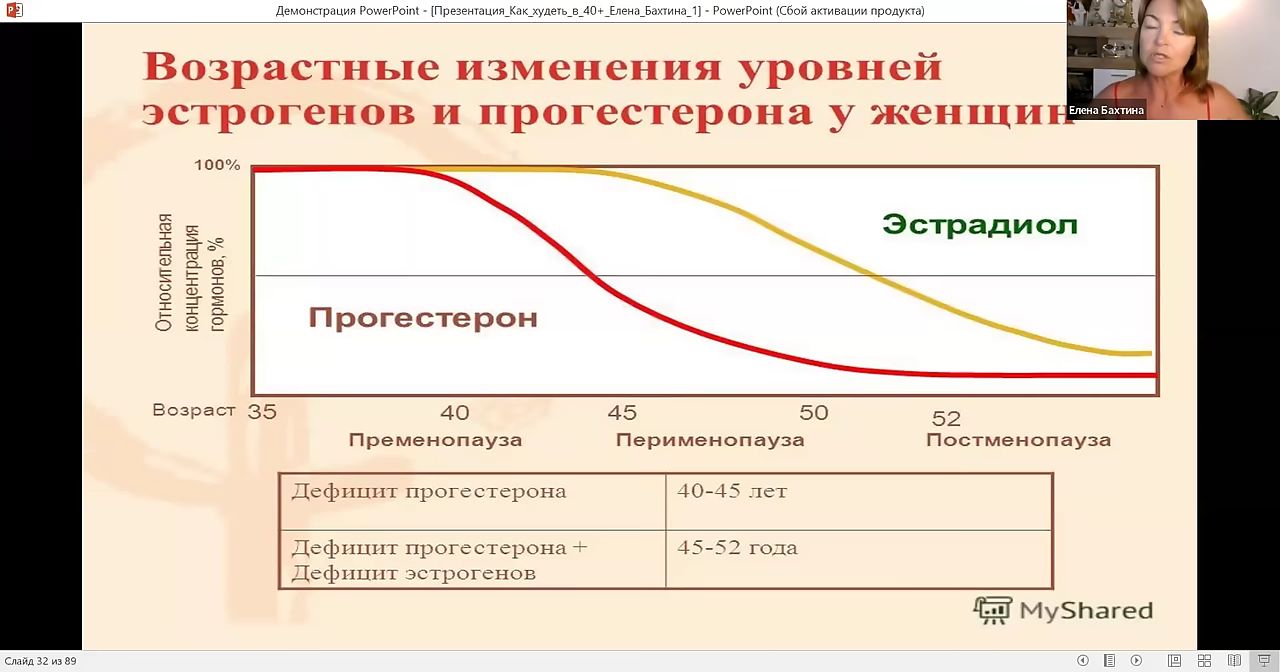 Демонстрация PowerPoint - [Презентация_Как_худеть_в_40+_Елена_Бахтина_1] - PowerPoint (Сбой активации продукта)
Возрастные изменения уровней
эстрогенов и прогестерона у женщин
Елена Бахтина
100%
Относительная
концентрация
гормонов, %
Эстрадиол
Прогестерон
Возраст 35 40 45 50 52
Пременопауза Перименопауза Постменопауза
Дефицит прогестерона 40-45 лет
Дефицит прогестерона + 45-52 года
Дефицит эстрогенов
MyShared
Слайд 32 из 89